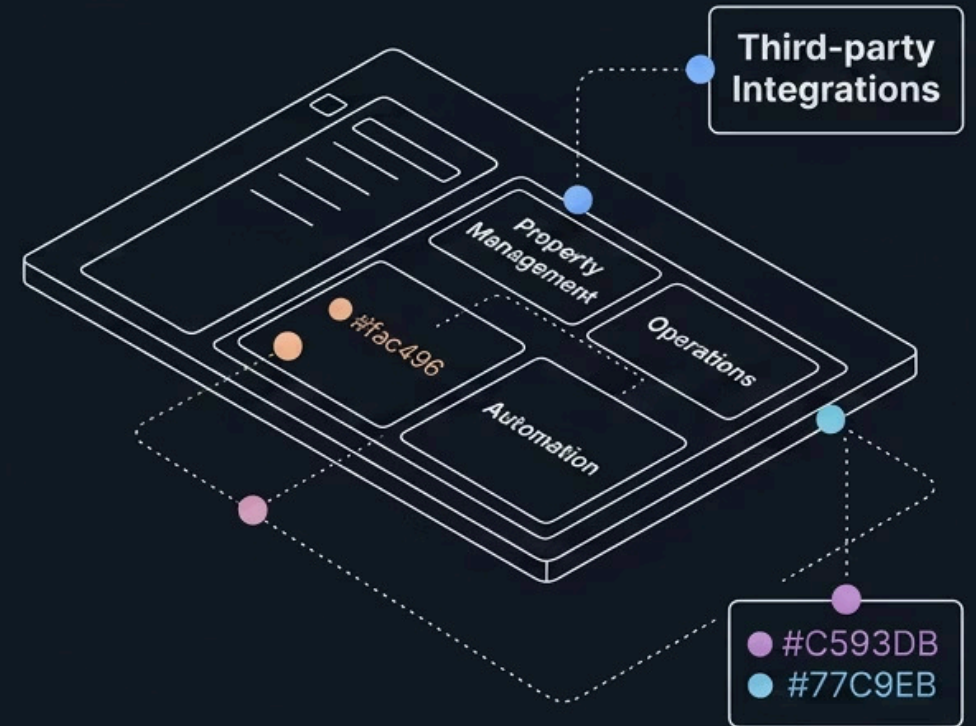 Third-party
Integrations
Property
Management
Operations
#fac496
Automation
#C593DB
#77C9EB